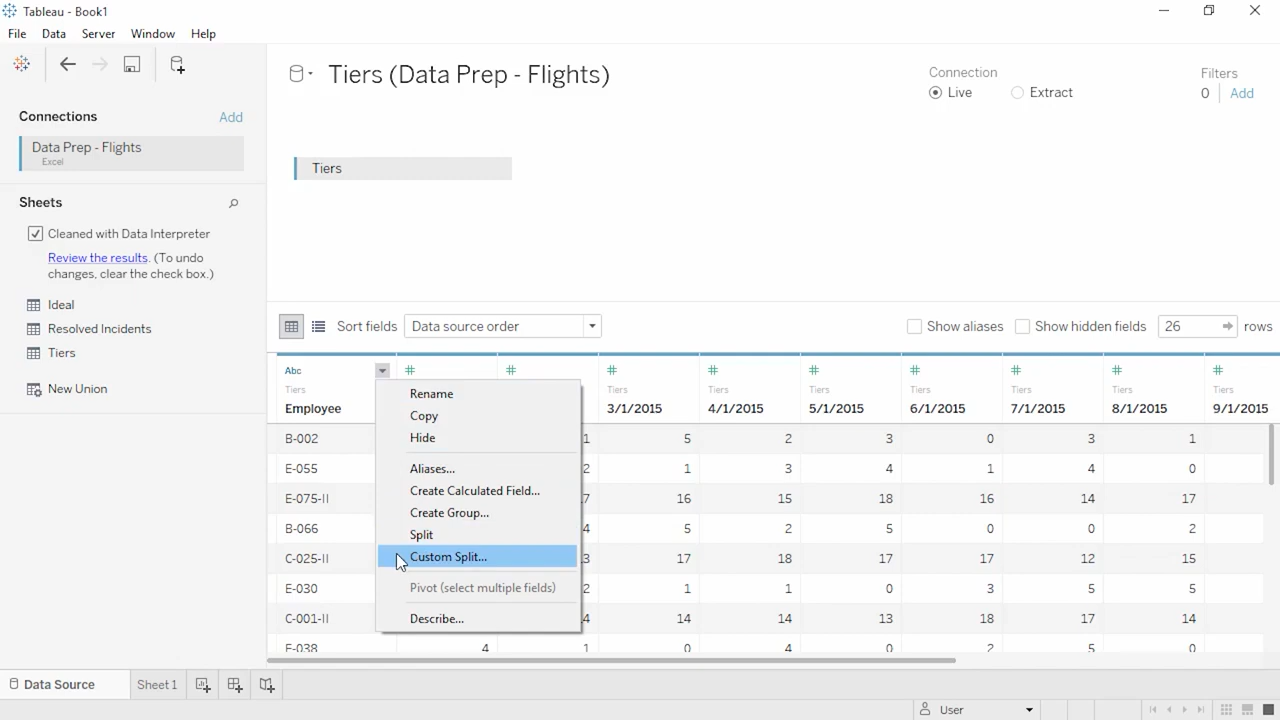 Tableau - Book1
File Data Server Window Help
Connections Add
Data Prep - Flights
Excel
Sheets
Cleaned with Data Interpreter
Review the results. (To undo
changes, clear the check box.)
Ideal
Resolved Incidents
Tiers
New Union
Tiers (Data Prep - Flights)
Connection
Live Extract
Filters
0 Add
Tiers
Sort fields Data source order Show aliases Show hidden fields 26 rows
Abc # # # # # # # # #
Tiers Tiers Tiers Tiers Tiers Tiers Tiers Tiers
Employee 3/1/2015 4/1/2015 5/1/2015 6/1/2015 7/1/2015 8/1/2015 9/1/2015
B-002 1 5 2 3 0 3 1
E-055 2 1 3 4 1 4 0
E-075-II 7 16 15 18 16 14 17
B-066 4 5 2 5 0 0 2
C-025-II 3 17 18 17 17 12 15
E-030 2 1 1 0 3 5 5
C-001-II 4 14 14 13 18 17 14
E-038 4 1 0 4 0 2 5 0
Rename
Copy
Hide
Aliases...
Create Calculated Field...
Create Group...
Split
Custom Split...
Pivot (select multiple fields)
Describe...
Data Source Sheet 1
User